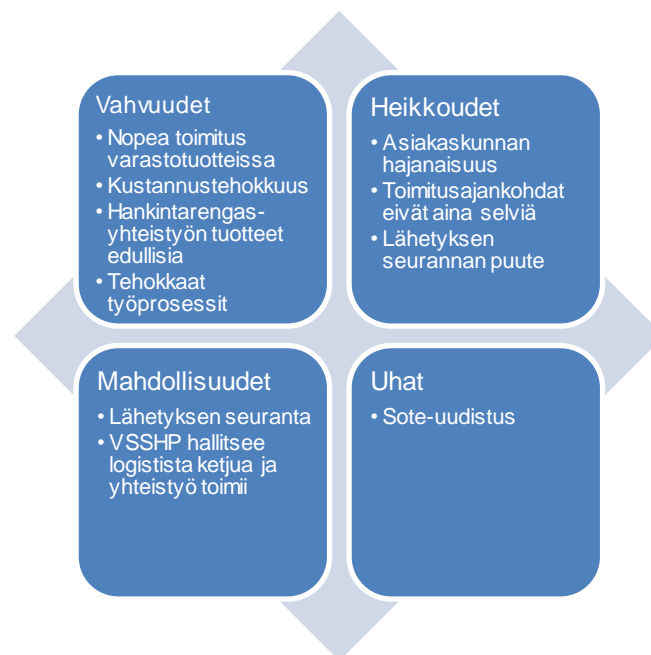 Vahvuudet
• Nopea toimitus
varastotuotteissa
• Kustannustehokkuus
• Hankintarengas-
yhteistyön tuotteet
edullisia
• Tehokkaat
työprosessit
Heikkoudet
• Asiakaskunnan
hajanaisuus
• Toimitusajankohdat
eivät aina selviä
• Lähetyksen
seurannan puute
Mahdollisuudet
• Lähetyksen seuranta
• VSSHP hallitsee
logistista ketjua ja
yhteistyö toimii
Uhat
• Sote-uudistus